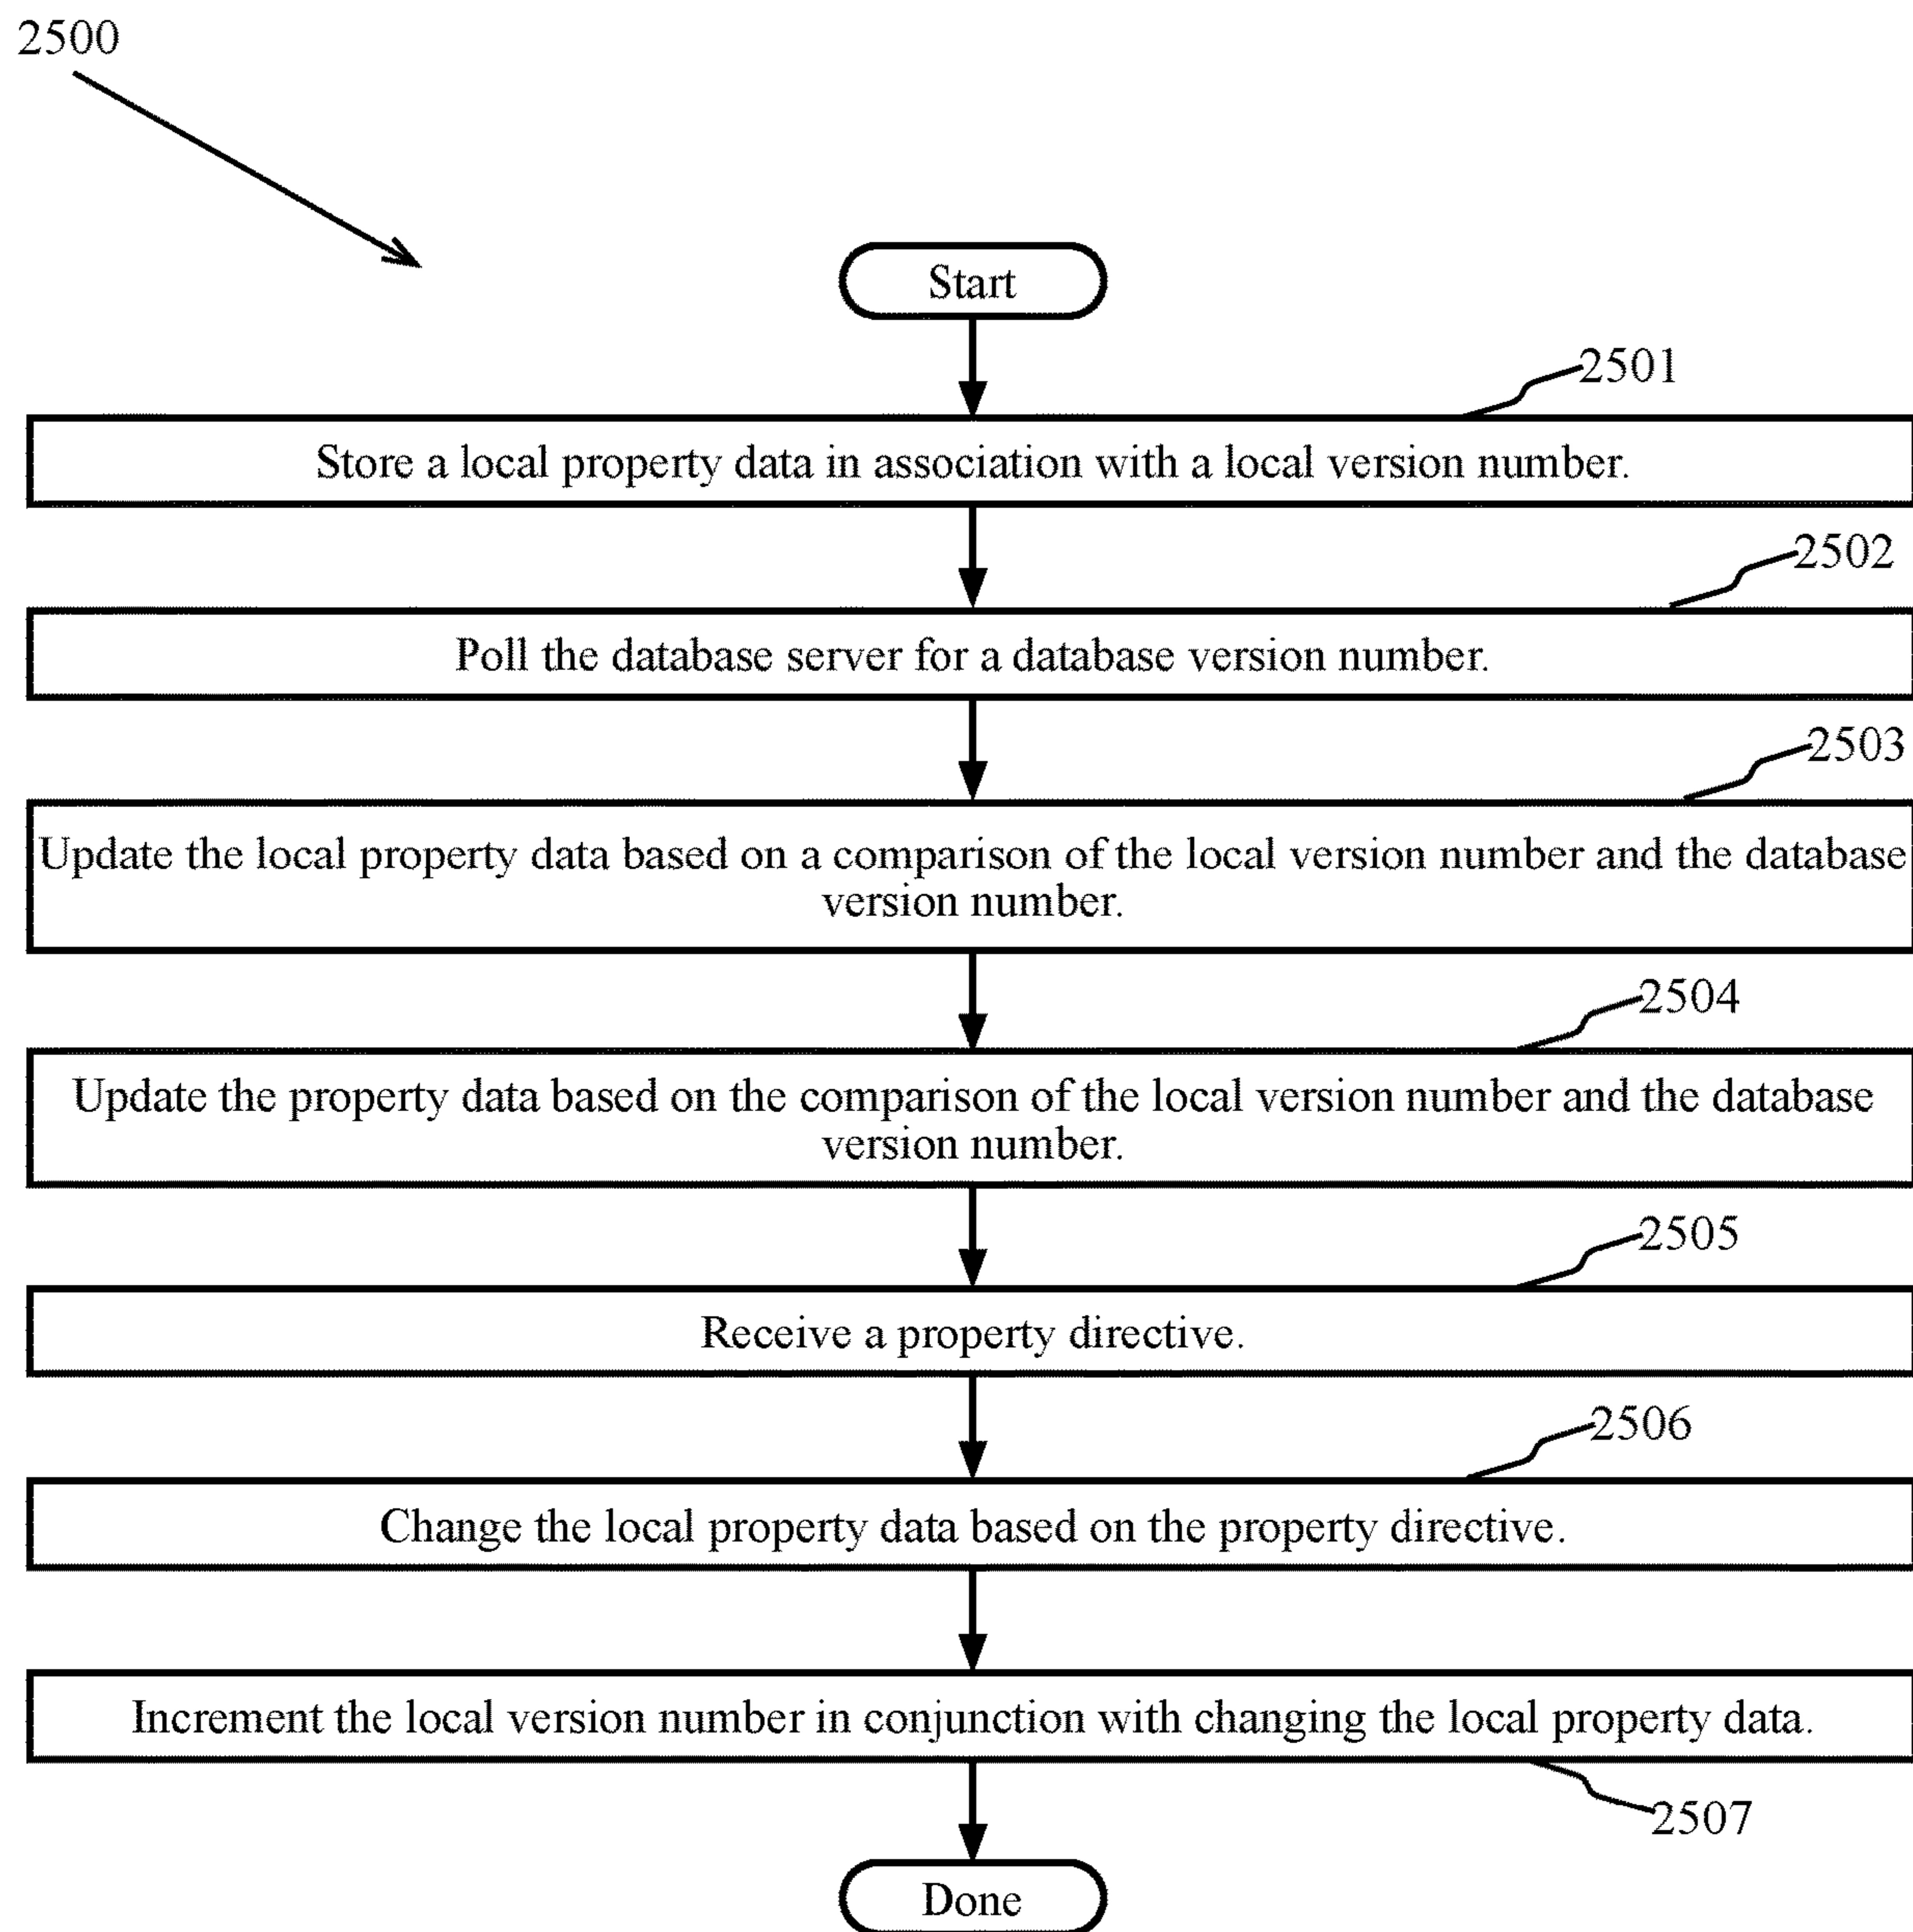 2500
Start
2501
Store a local property data in association with a local version number.
2502
Poll the database server for a database version number.
2503
Update the local property data based on a comparison of the local version number and the database
version number.
2504
Update the property data based on the comparison of the local version number and the database
version number.
2505
Receive a property directive.
2506
Change the local property data based on the property directive.
Increment the local version number in conjunction with changing the local property data.
2507
Done